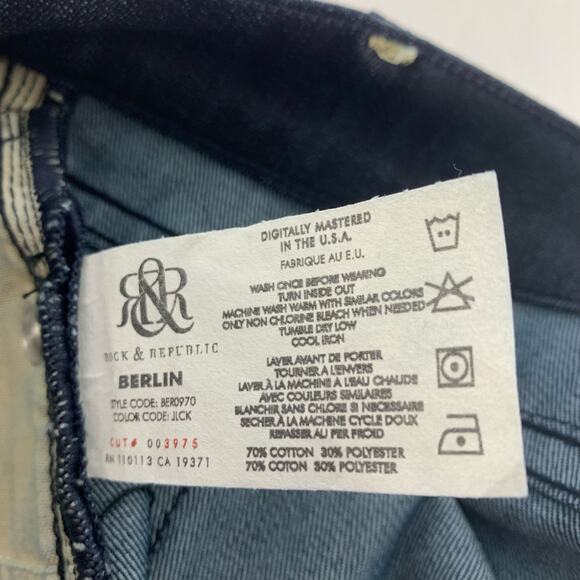 R&R
ROCK & REPUBLIC
BERLIN
STYLE CODE: BER0970
COLOR CODE: JLCK
CUT# 003975
RN 110113 CA 19371
DIGITALLY MASTERED
IN THE U.S.A.
FABRIQUE AU E.U.
WASH ONCE BEFORE WEARING
TURN INSIDE OUT
MACHINE WASH WARM WITH SIMILAR COLORS
ONLY NON CHLORINE BLEACH WHEN NEEDED
TUMBLE DRY LOW
COOL IRON
LAVER AVANT DE PORTER
TOURNER A L'ENVERS
LAVER À LA MACHINE A L'EAU CHAUDE
AVEC COULEURS SIMILAIRES
BLANCHIR SANS CHLORE SI NECESSAIRE
SECHER À LA MACHINE CYCLE DOUX
REPASSER AU FER FROID
70% COTTON 30% POLYESTER
70% COTON 30% POLYESTER